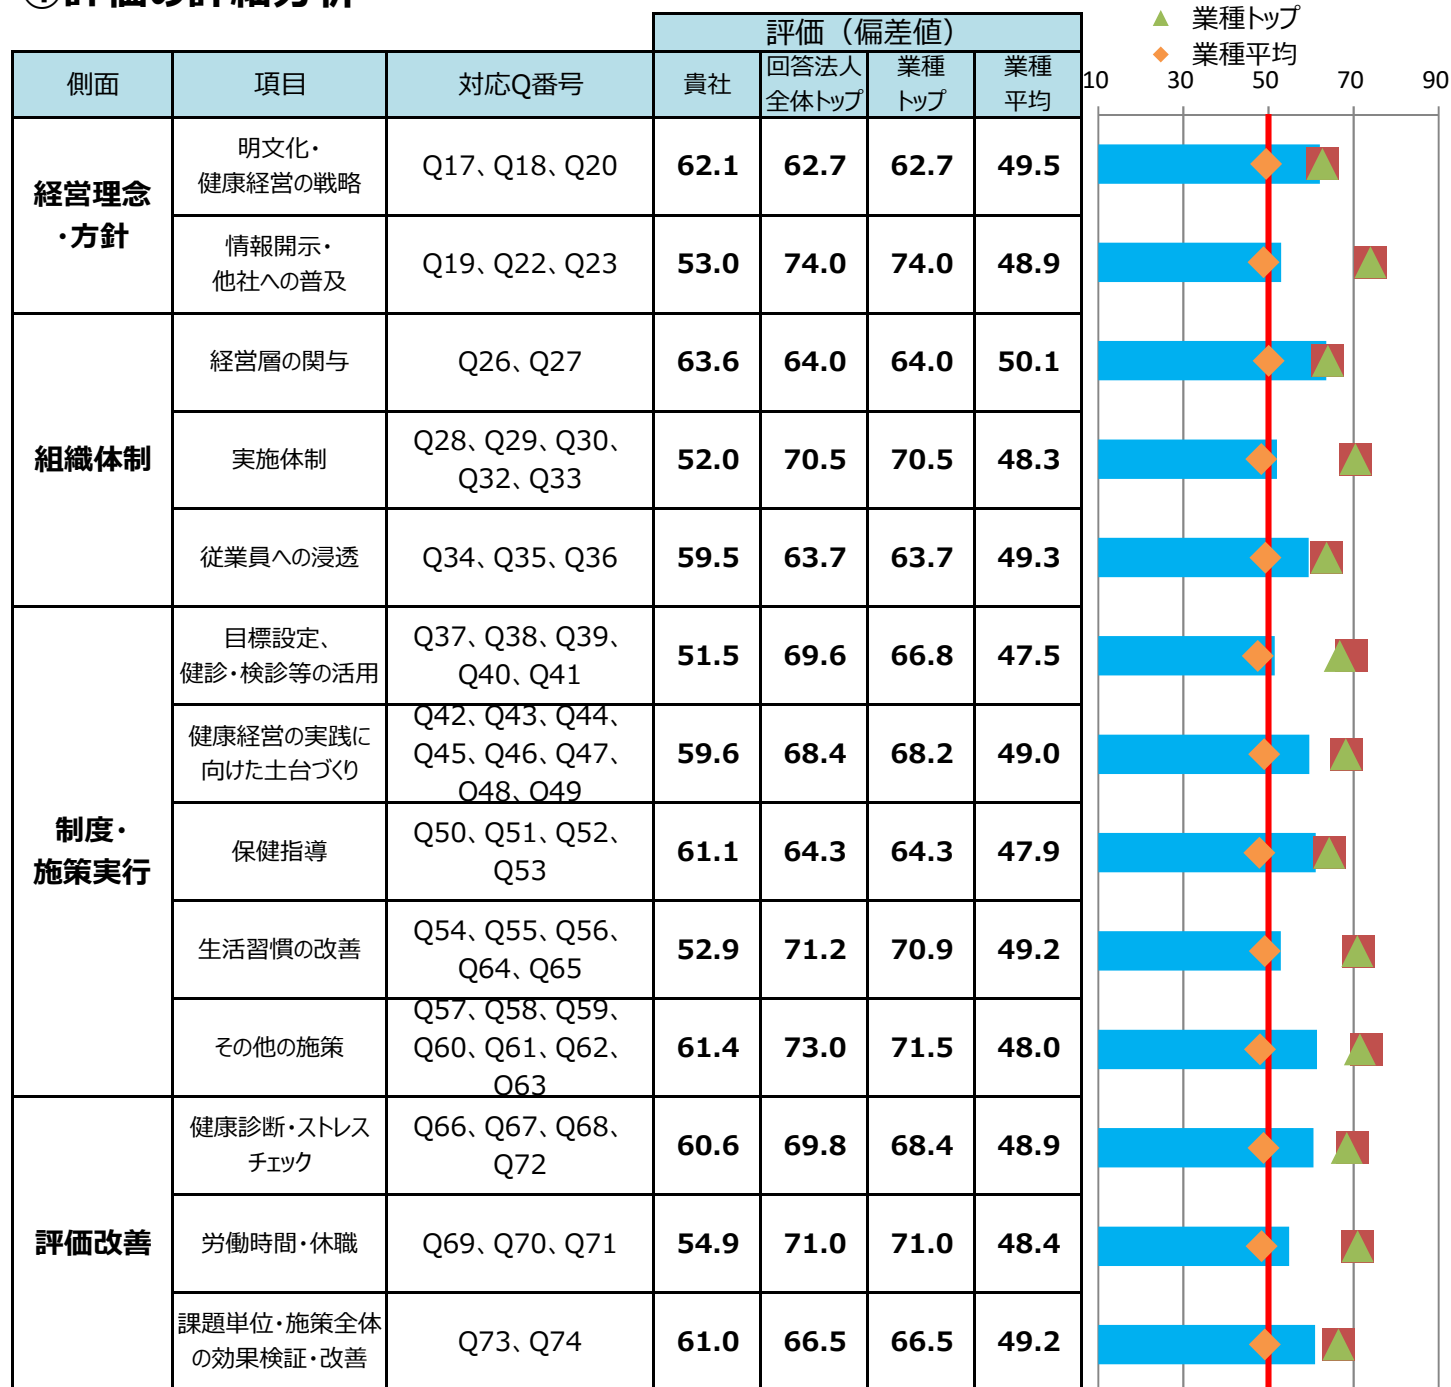 ①評価の詳細分析
▲ 業種トップ
◆ 業種平均
評価（偏差値）
側面 項目 対応Q番号 貴社 回答法人 業種 業種
全体トップ トップ 平均
10 30 50 70 90
経営理念
・方針
明文化・
健康経営の戦略
Q17、Q18、Q20 62.1 62.7 62.7 49.5
情報開示・
他社への普及
Q19、Q22、Q23 53.0 74.0 74.0 48.9
組織体制
経営層の関与 Q26、Q27 63.6 64.0 64.0 50.1
実施体制
Q28、Q29、Q30、
Q32、Q33
52.0 70.5 70.5 48.3
従業員への浸透 Q34、Q35、Q36 59.5 63.7 63.7 49.3
制度・
施策実行
目標設定、
健診・検診等の活用
Q37、Q38、Q39、
Q40、Q41
51.5 69.6 66.8 47.5
健康経営の実践に
向けた土台づくり
Q42、Q43、Q44、
Q45、Q46、Q47、
Q48、Q49
59.6 68.4 68.2 49.0
保健指導
Q50、Q51、Q52、
Q53
61.1 64.3 64.3 47.9
生活習慣の改善
Q54、Q55、Q56、
Q64、Q65
52.9 71.2 70.9 49.2
その他の施策
Q57、Q58、Q59、
Q60、Q61、Q62、
Q63
61.4 73.0 71.5 48.0
評価改善
健康診断・ストレス
チェック
Q66、Q67、Q68、
Q72
60.6 69.8 68.4 48.9
労働時間・休職 Q69、Q70、Q71 54.9 71.0 71.0 48.4
課題単位・施策全体
の効果検証・改善
Q73、Q74 61.0 66.5 66.5 49.2